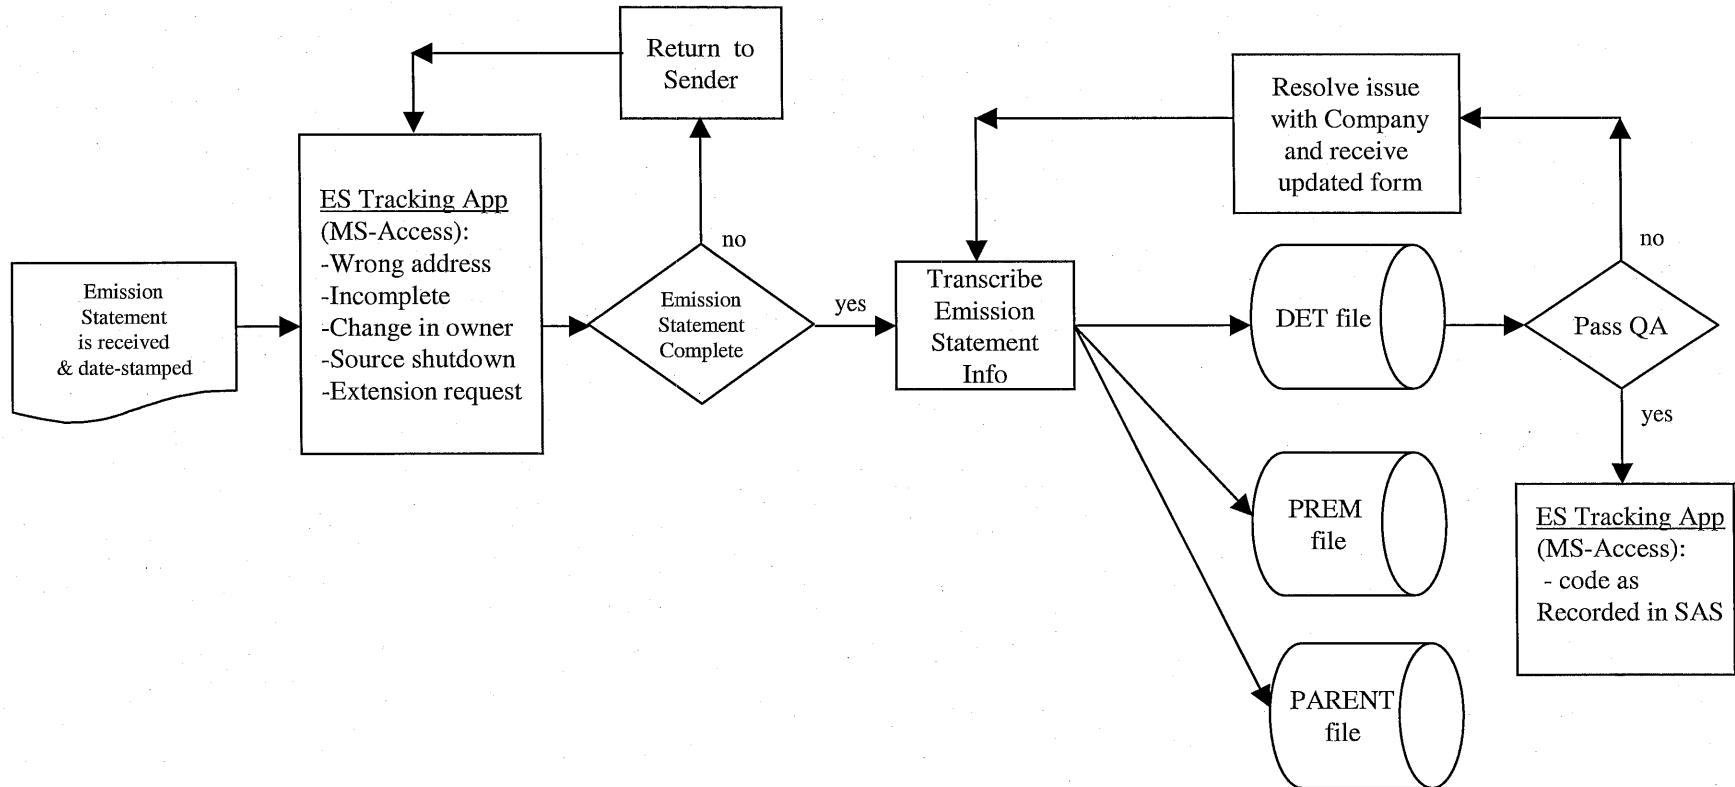 Return to
Sender
Resolve issue
with Company
and receive
updated form
ES Tracking App
(MS-Access):
-Wrong address
-Incomplete
-Change in owner
-Source shutdown
-Extension request
no
no
Emission
Statement
is received
& date-stamped
Emission
Statement
Complete
yes
Transcribe
Emission
Statement
Info
DET file
Pass QA
yes
PREM
file
ES Tracking App
(MS-Access):
- code as
Recorded in SAS
PARENT
file